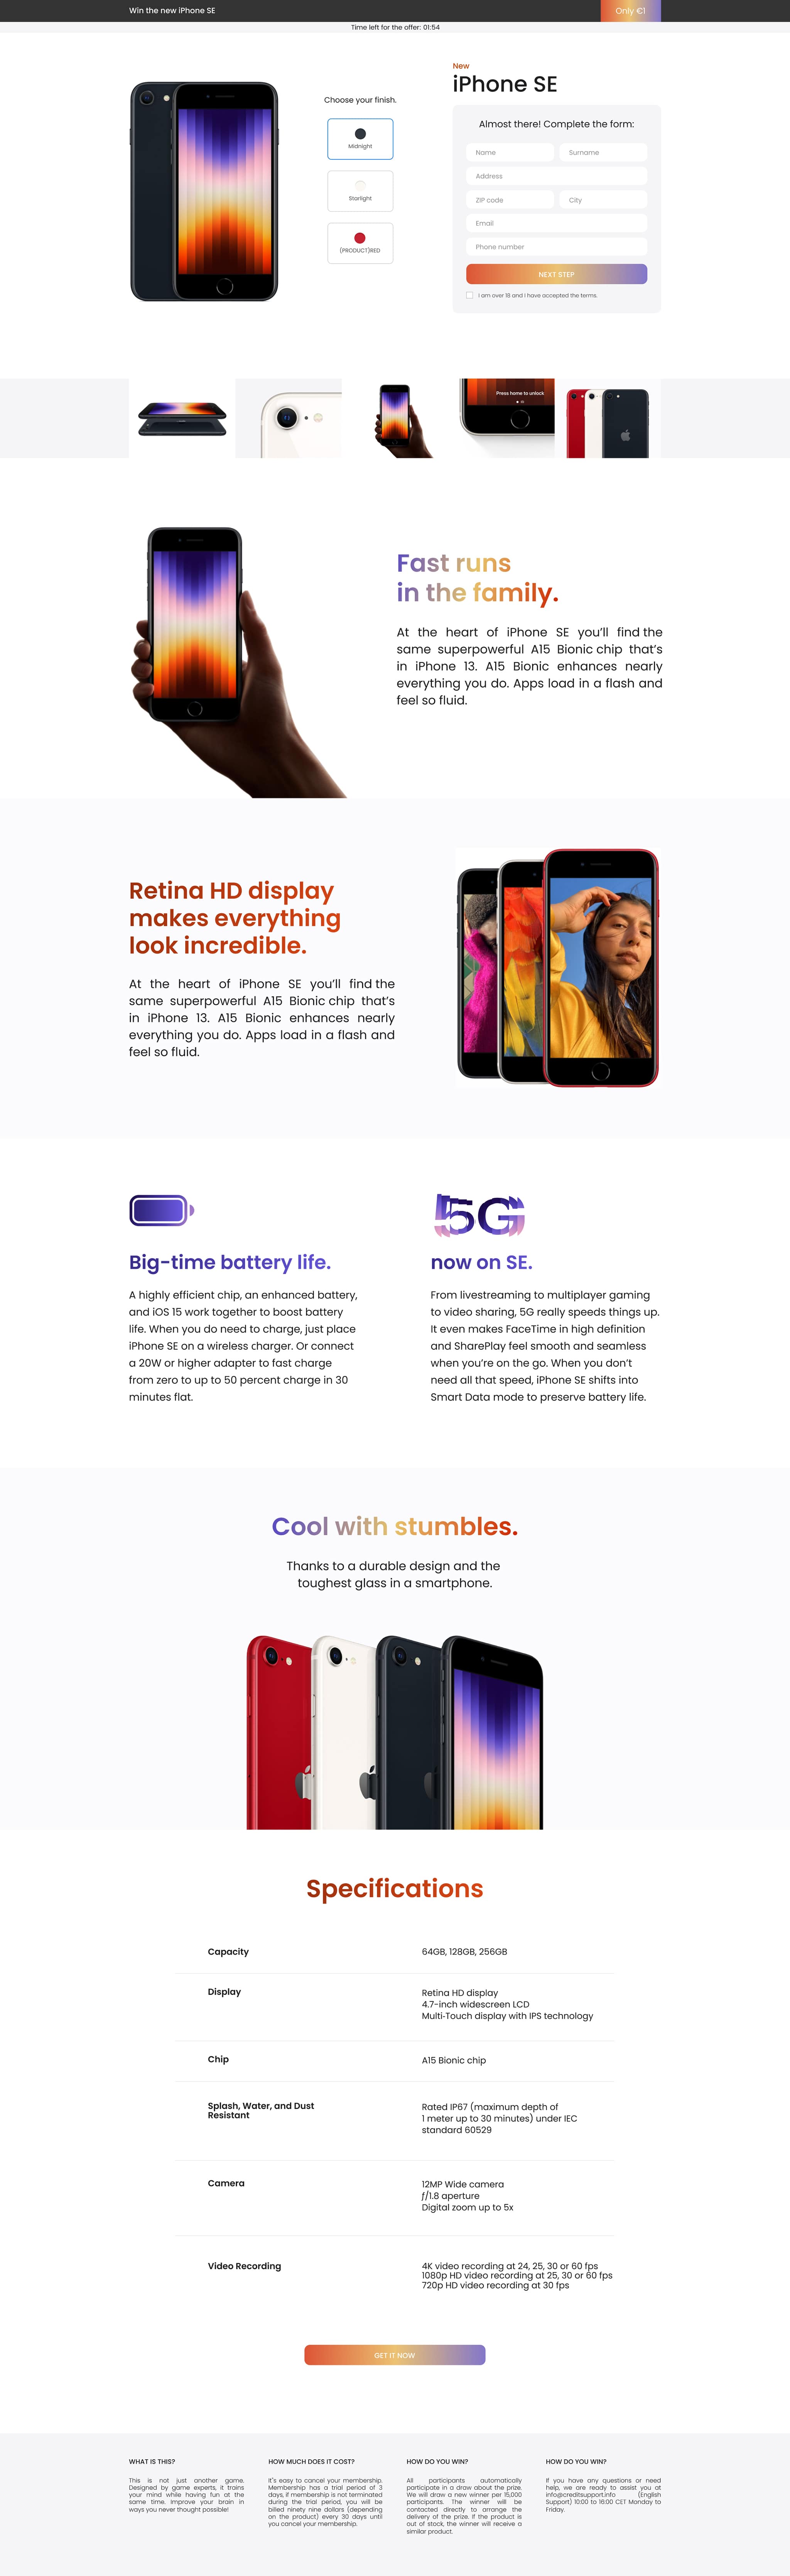 Win the new iPhone SE
Only €1
Time left for the offer: 01:54
New
iPhone SE
Choose your finish.
Midnight
Starlight
(PRODUCT)RED
Almost there! Complete the form:
Name
Surname
Address
ZIP code
City
Email
Phone number
NEXT STEP
I am over 18 and I have accepted the terms.
Press home to unlock
Fast runs
in the family.
At the heart of iPhone SE you'll find the
same superpowerful A15 Bionic chip that's
in iPhone 13. A15 Bionic enhances nearly
everything you do. Apps load in a flash and
feel so fluid.
Retina HD display
makes everything
look incredible.
At the heart of iPhone SE you'll find the
same superpowerful A15 Bionic chip that's
in iPhone 13. A15 Bionic enhances nearly
everything you do. Apps load in a flash and
feel so fluid.
Big-time battery life.
A highly efficient chip, an enhanced battery,
and iOS 15 work together to boost battery
life. When you do need to charge, just place
iPhone SE on a wireless charger. Or connect
a 20W or higher adapter to fast charge
from zero to up to 50 percent charge in 30
minutes flat.
5G
now on SE.
From livestreaming to multiplayer gaming
to video sharing, 5G really speeds things up.
It even makes FaceTime in high definition
and SharePlay feel smooth and seamless
when you're on the go. When you don't
need all that speed, iPhone SE shifts into
Smart Data mode to preserve battery life.
Cool with stumbles.
Thanks to a durable design and the
toughest glass in a smartphone.
Specifications
Capacity
64GB, 128GB, 256GB
Display
Retina HD display
4.7-inch widescreen LCD
Multi-Touch display with IPS technology
Chip
A15 Bionic chip
Splash, Water, and Dust
Resistant
Rated IP67 (maximum depth of
1 meter up to 30 minutes) under IEC
standard 60529
Camera
12MP Wide camera
ƒ/1.8 aperture
Digital zoom up to 5x
Video Recording
4K video recording at 24, 25, 30 or 60 fps
1080p HD video recording at 25, 30 or 60 fps
720p HD video recording at 30 fps
GET IT NOW
WHAT IS THIS?
This is not just another game.
Designed by game experts, it trains
your mind while having fun at the
same time. Improve your brain in
ways you never thought possible!
HOW MUCH DOES IT COST?
It's easy to cancel your membership.
Membership has a trial period of 3
days, if membership is not terminated
during the trial period, you will be
billed ninety nine dollars (depending
on the product) every 30 days until
you cancel your membership.
HOW DO YOU WIN?
All participants automatically
participate in a draw about the prize.
We will draw a new winner per 15,000
participants. The winner will be
contacted directly to arrange the
delivery of the prize. If the product is
out of stock, the winner will receive a
similar product.
HOW DO YOU WIN?
If you have any questions or need
help, we are ready to assist you at
info@creditsupport.info (English
Support) 10:00 to 16:00 CET Monday to
Friday.